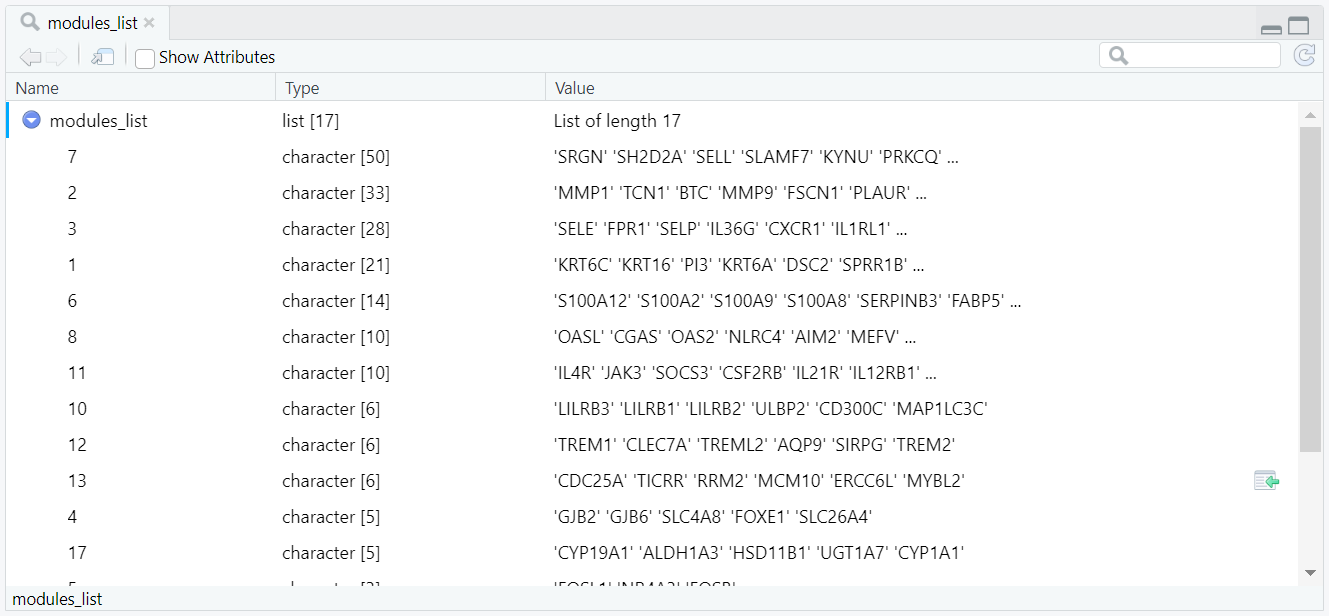 modules_list
Show Attributes
Name Type Value
modules_list list [17] List of length 17
7 character [50] 'SRGN' 'SH2D2A' 'SELL' 'SLAMF7' 'KYNU' 'PRKCQ' ...
2 character [33] 'MMP1' 'TCN1' 'BTC' 'MMP9' 'FSCN1' 'PLAUR' ...
3 character [28] 'SELE' 'FPR1' 'SELP' 'IL36G' 'CXCR1' 'IL1RL1' ...
1 character [21] 'KRT6C' 'KRT16' 'PI3' 'KRT6A' 'DSC2' 'SPRR1B' ...
6 character [14] 'S100A12' 'S100A2' 'S100A9' 'S100A8' 'SERPINB3' 'FABP5' ...
8 character [10] 'OASL' 'CGAS' 'OAS2' 'NLRC4' 'AIM2' 'MEFV' ...
11 character [10] 'IL4R' 'JAK3' 'SOCS3' 'CSF2RB' 'IL21R' 'IL12RB1' ...
10 character [6] 'LILRB3' 'LILRB1' 'LILRB2' 'ULBP2' 'CD300C' 'MAP1LC3C'
12 character [6] 'TREM1' 'CLEC7A' 'TREML2' 'AQP9' 'SIRPG' 'TREM2'
13 character [6] 'CDC25A' 'TICRR' 'RRM2' 'MCM10' 'ERCC6L' 'MYBL2'
4 character [5] 'GJB2' 'GJB6' 'SLC4A8' 'FOXE1' 'SLC26A4'
17 character [5] 'CYP19A1' 'ALDH1A3' 'HSD11B1' 'UGT1A7' 'CYP1A1'
modules_list